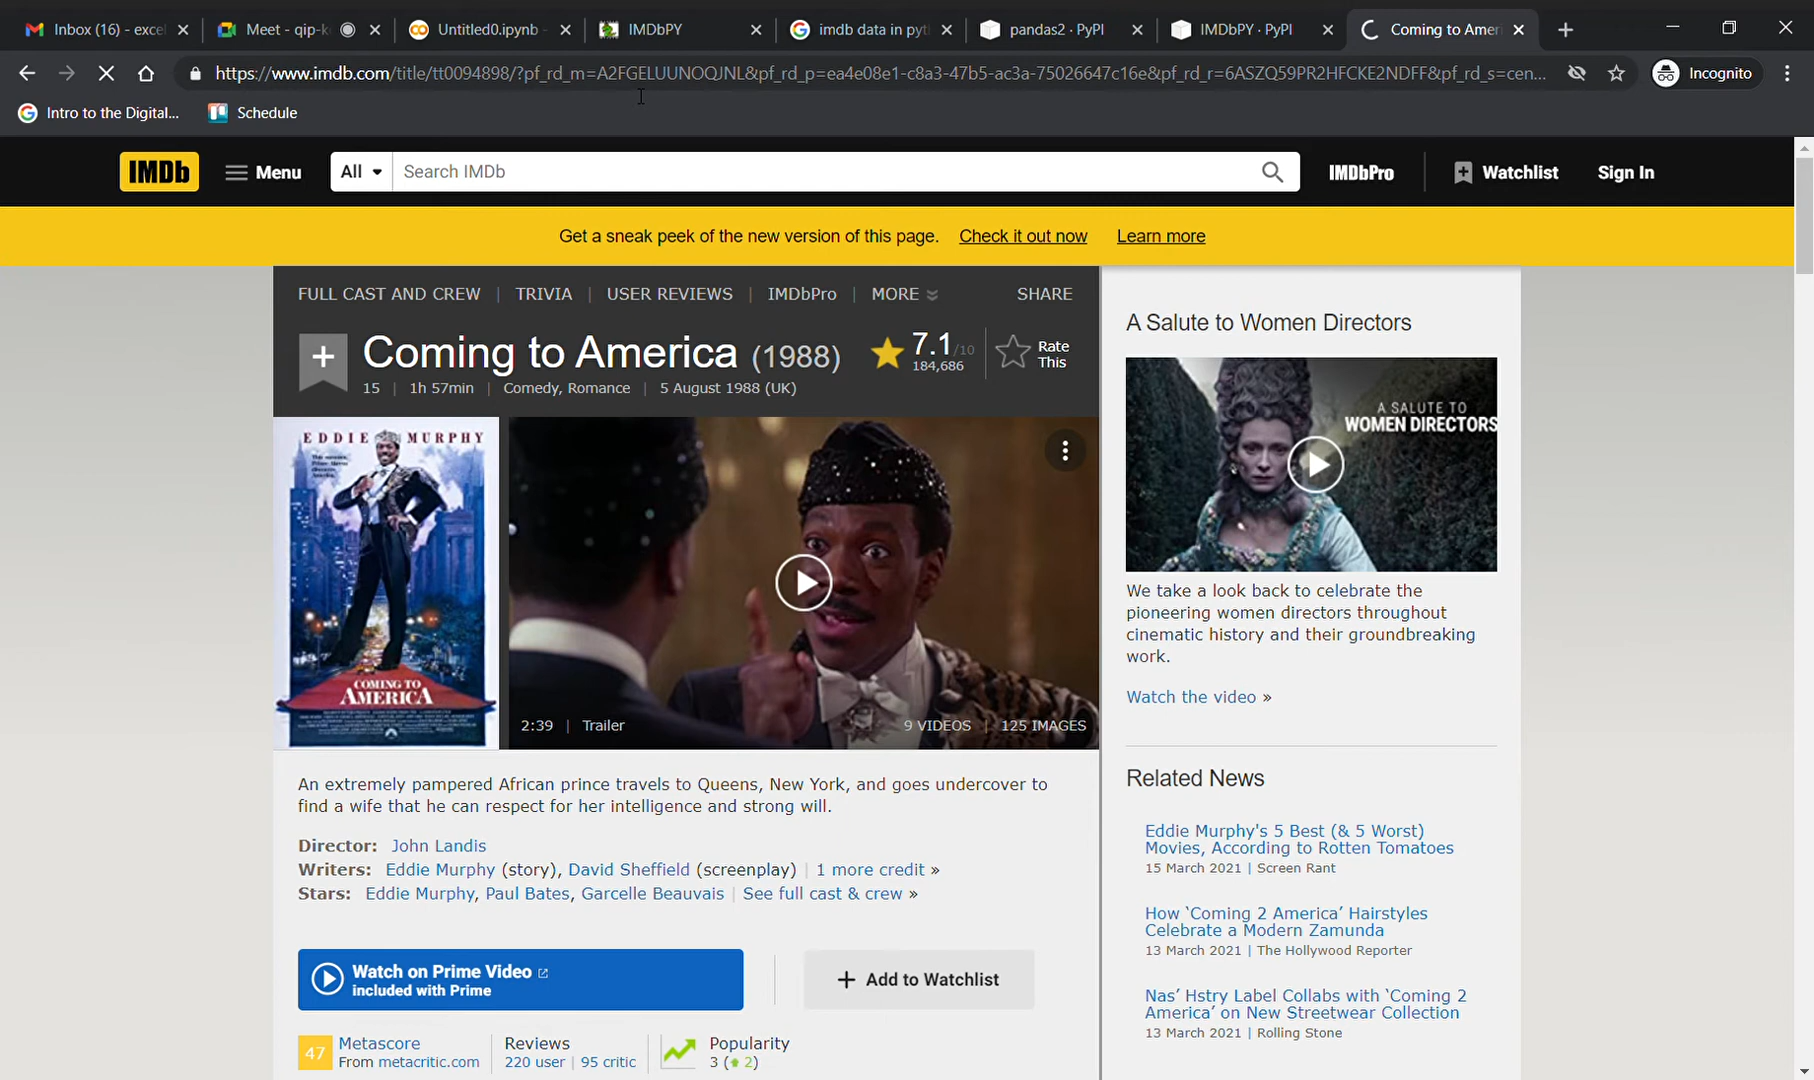 Inbox (16) - excel
Meet - qip-k
Untitled0.ipynb -
IMDbPY
imdb data in pyt
pandas2 · PyPI
IMDbPY · PyPI
Coming to Amer
https://www.imdb.com/title/tt0094898/?pf_rd_m=A2FGELUUNOQJNL&pf_rd_p=ea4e08e1-c8a3-47b5-ac3a-75026647c16e&pf_rd_r=6ASZQ59PR2HFCKE2NDFF&pf_rd_s=cen...
Incognito
Intro to the Digital...
Schedule
IMDb
Menu
All
Search IMDb
IMDbPro
Watchlist
Sign In
Get a sneak peek of the new version of this page. Check it out now Learn more
FULL CAST AND CREW | TRIVIA | USER REVIEWS | IMDbPro | MORE
SHARE
Coming to America (1988)
7.1/10
184,686
Rate This
15 | 1h 57min | Comedy, Romance | 5 August 1988 (UK)
EDDIE MURPHY
COMING TO
AMERICA
2:39 | Trailer
9 VIDEOS | 125 IMAGES
An extremely pampered African prince travels to Queens, New York, and goes undercover to
find a wife that he can respect for her intelligence and strong will.
Director: John Landis
Writers: Eddie Murphy (story), David Sheffield (screenplay) | 1 more credit »
Stars: Eddie Murphy, Paul Bates, Garcelle Beauvais | See full cast & crew »
Watch on Prime Video
included with Prime
+ Add to Watchlist
47
Metascore
From metacritic.com
Reviews
220 user | 95 critic
Popularity
3 (2)
A Salute to Women Directors
A SALUTE TO
WOMEN DIRECTORS
We take a look back to celebrate the
pioneering women directors throughout
cinematic history and their groundbreaking
work.
Watch the video »
Related News
Eddie Murphy's 5 Best (& 5 Worst)
Movies, According to Rotten Tomatoes
15 March 2021 | Screen Rant
How ‘Coming 2 America’ Hairstyles
Celebrate a Modern Zamunda
13 March 2021 | The Hollywood Reporter
Nas’ Hstry Label Collabs with ‘Coming 2
America’ on New Streetwear Collection
13 March 2021 | Rolling Stone